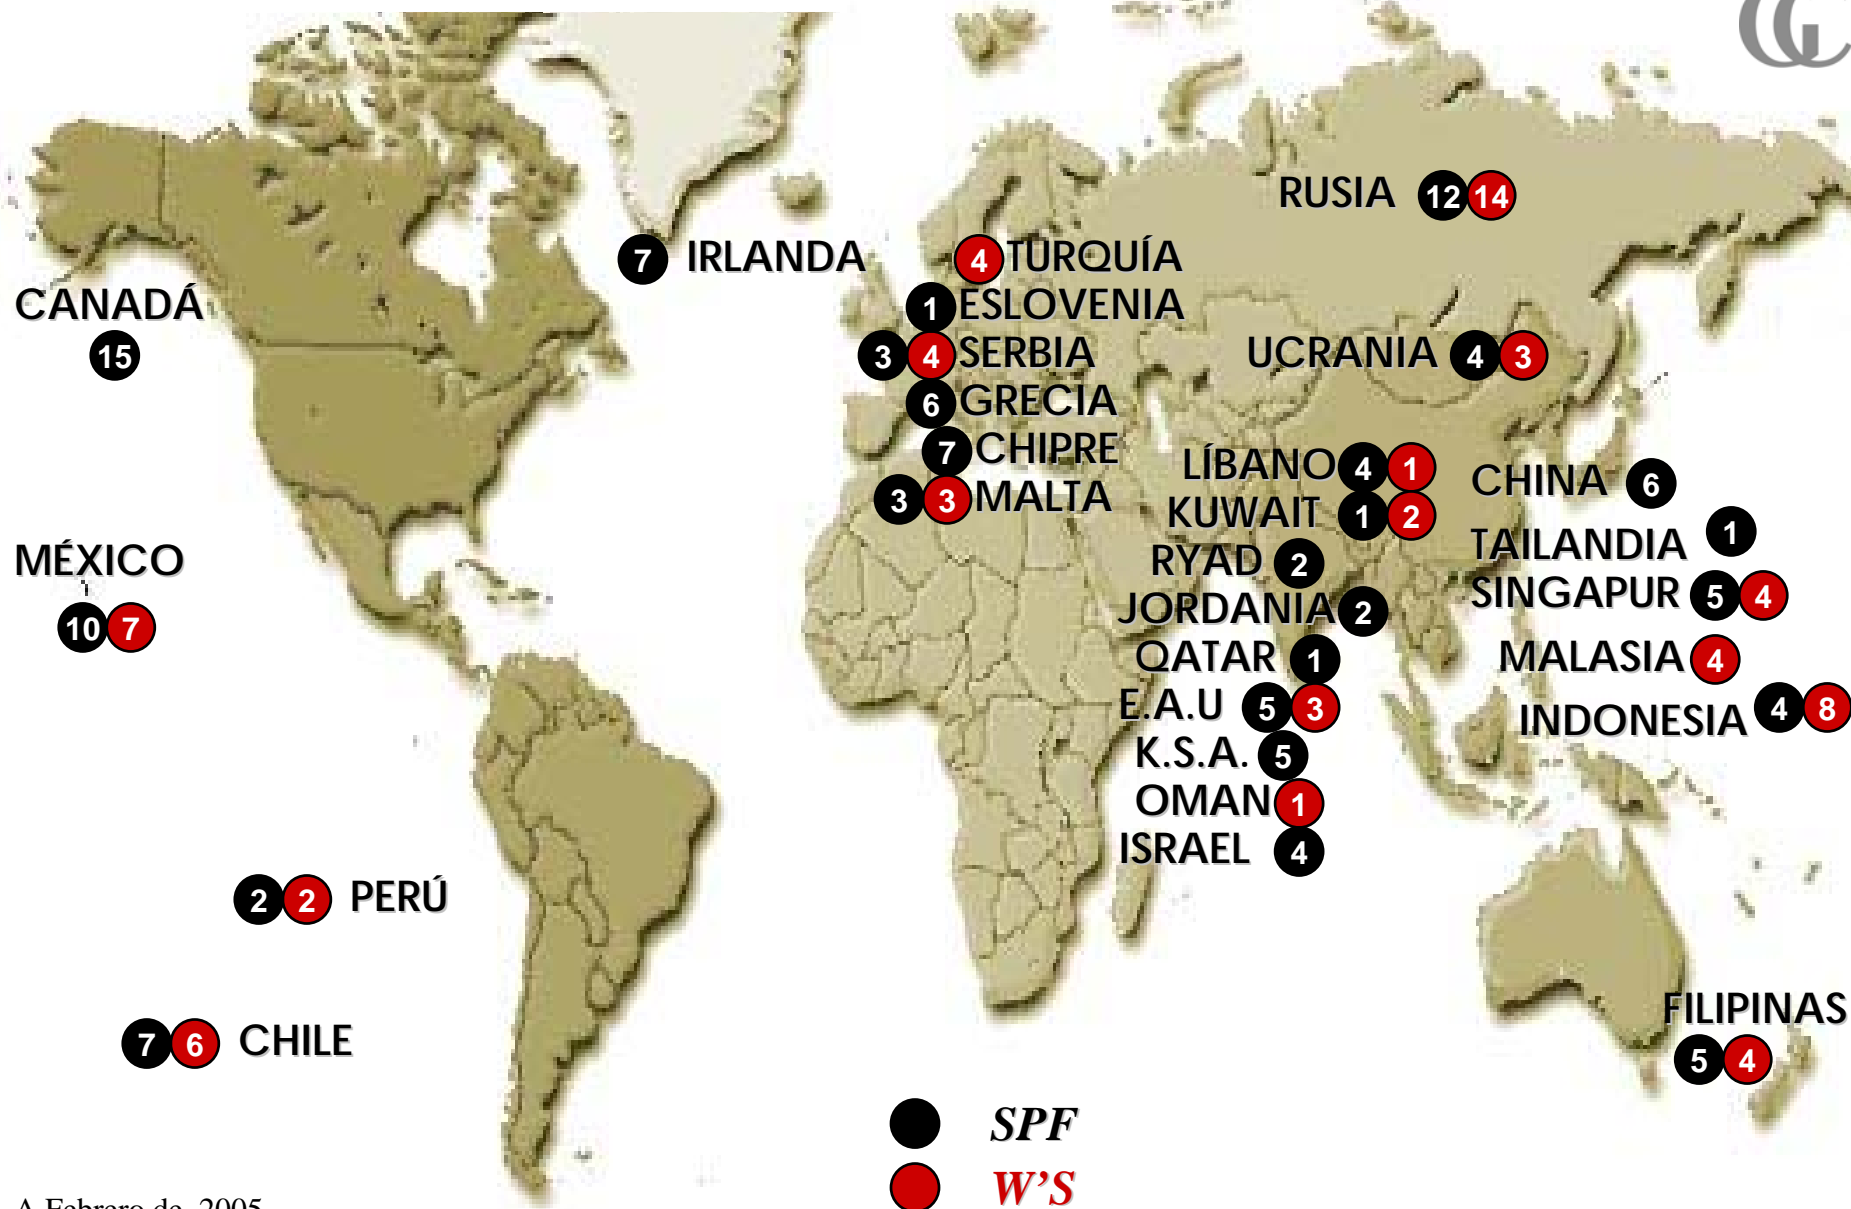 RUSIA 12 14
7 IRLANDA
4 TURQUÍA
CANADÁ
15
1 ESLOVENIA
3 4 SERBIA
UCRANIA 4 3
6 GRECIA
7 CHIPRE
3 3 MALTA
LÍBANO 4 1
KUWAIT 1 2
RYAD 2
JORDANIA 2
QATAR 1
E.A.U 5 3
K.S.A. 5
OMAN 1
ISRAEL 4
CHINA 6
TAILANDIA 1
SINGAPUR 5 4
MALASIA 4
INDONESIA 4 8
MÉXICO
10 7
2 2 PERÚ
7 6 CHILE
FILIPINAS
5 4
SPF
W'S
A Febrero de 2005